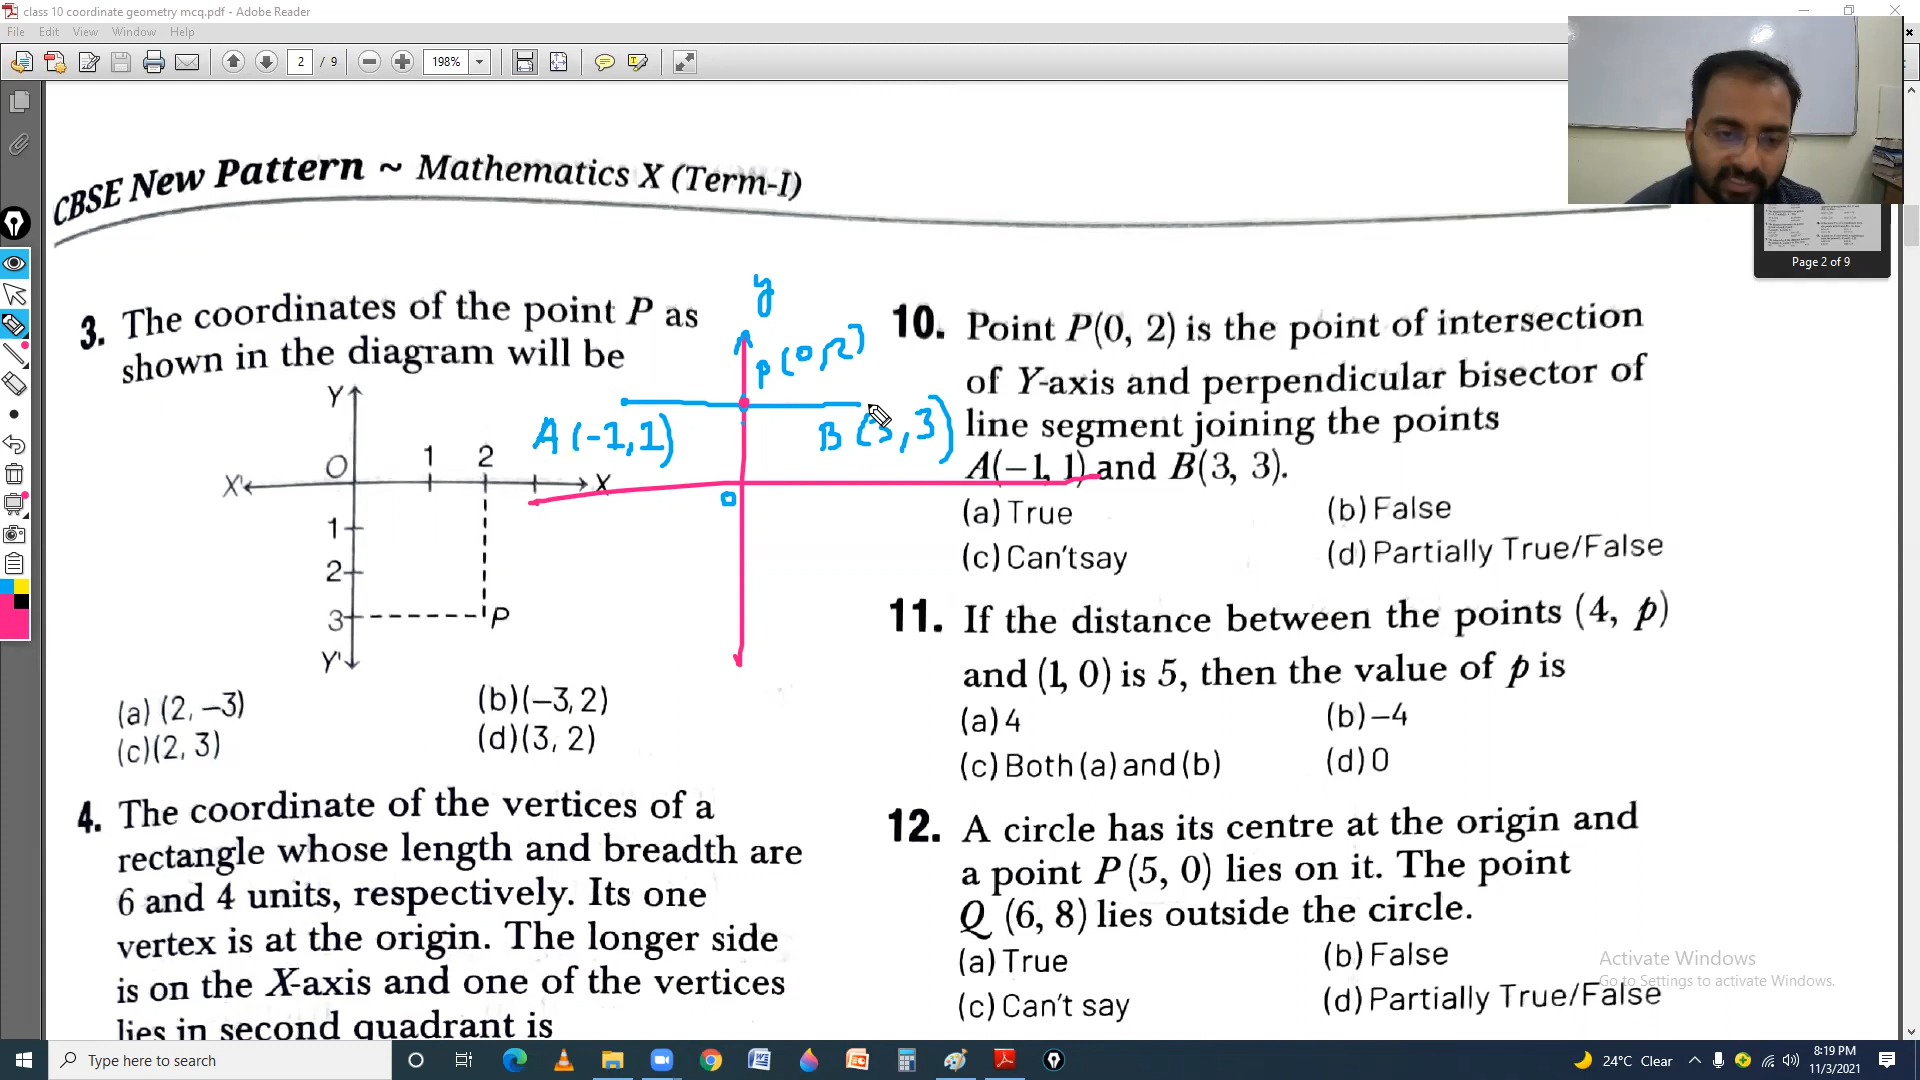 class 10 coordinate geometry mcq.pdf - Adobe Reader
File Edit View Window Help
2 / 9 198%
CBSE New Pattern ~ Mathematics X (Term-I)
Page 2 of 9
3. The coordinates of the point P as
shown in the diagram will be
Y
O 1 2
X' X
1
2
3 P
Y'
(a) (2, –3) (b) (–3, 2)
(c) (2, 3) (d) (3, 2)
4. The coordinate of the vertices of a
rectangle whose length and breadth are
6 and 4 units, respectively. Its one
vertex is at the origin. The longer side
is on the X-axis and one of the vertices
lies in second quadrant is
y
P(0,2)
A(-1,1) B(3,3)
0
10. Point P(0, 2) is the point of intersection
of Y-axis and perpendicular bisector of
line segment joining the points
A(–1, 1) and B(3, 3).
(a) True (b) False
(c) Can'tsay (d) Partially True/False
11. If the distance between the points (4, p)
and (1, 0) is 5, then the value of p is
(a) 4 (b) –4
(c) Both (a) and (b) (d) 0
12. A circle has its centre at the origin and
a point P(5, 0) lies on it. The point
Q (6, 8) lies outside the circle.
(a) True (b) False
(c) Can't say (d) Partially True/False
Activate Windows
Go to Settings to activate Windows.
Type here to search
24°C Clear
8:19 PM
11/3/2021